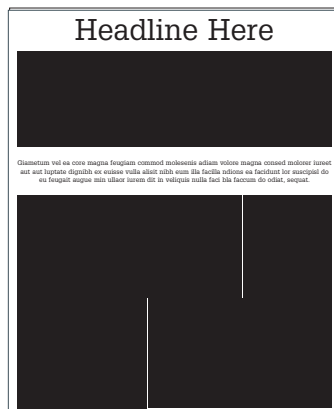 Headline Here
Giametum vel ea core magna feugiam commod molesenis adiam volore magna consed molorer iureet
aut aut luptate dignibh ex euisse vulla alisit nibh eum illa facilla ndions ea facidunt lor suscipisl do
eu feugait augue min ullaor iurem dit in veliquis nulla faci bla faccum do odiat, sequat.